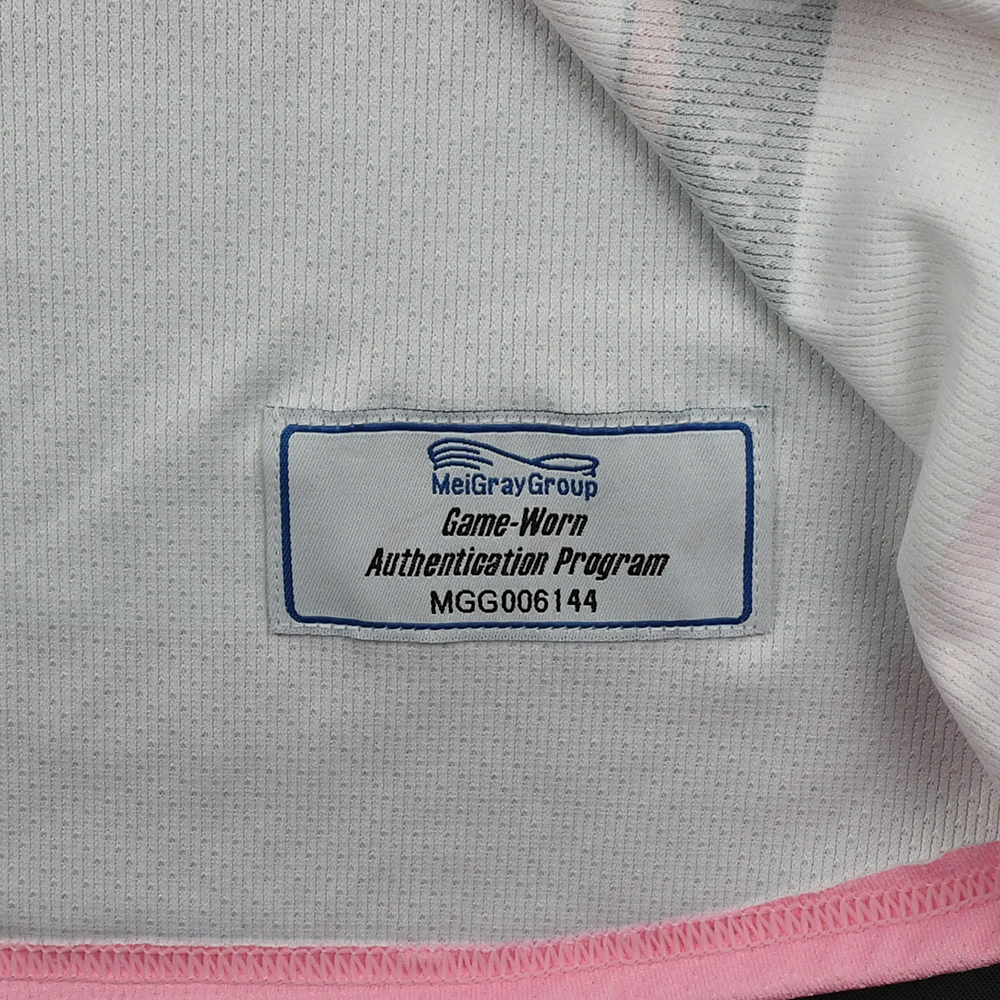 MeiGrayGroup
Game-Worn
Authentication Program
MGG006144